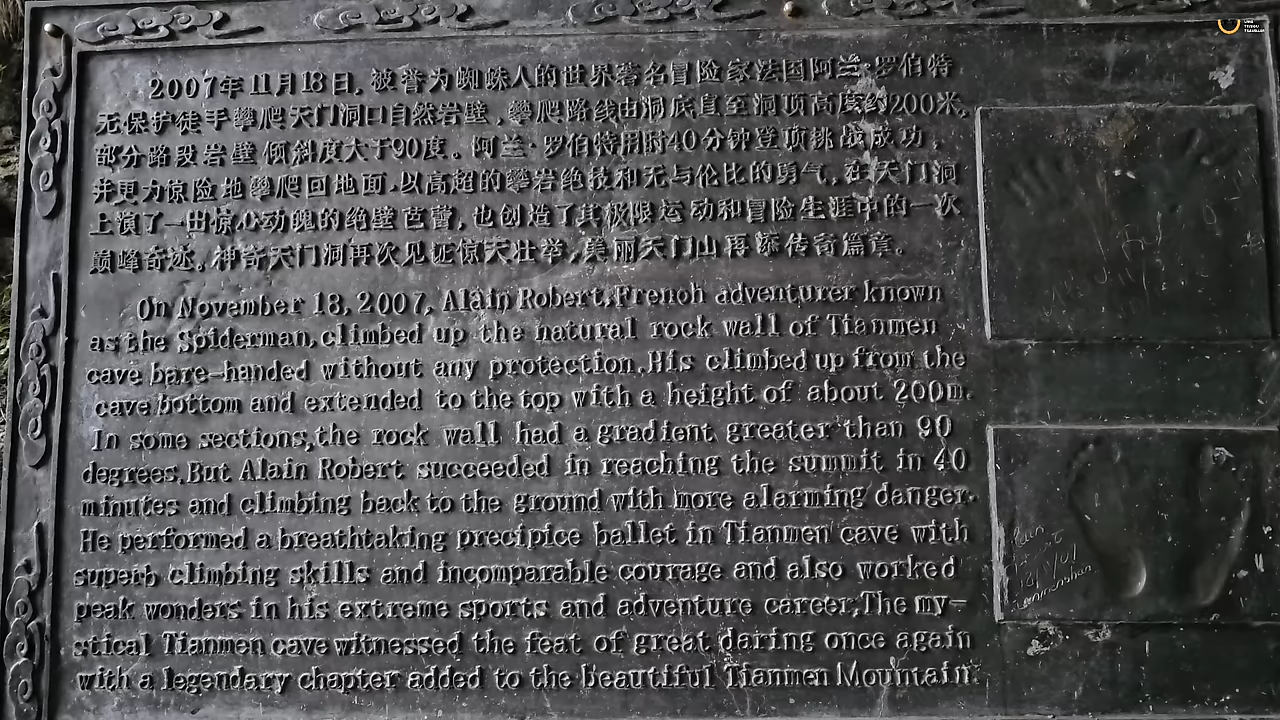 2007年11月18日，被誉为蜘蛛人的世界著名冒险家法国阿兰·罗伯特
无保护徒手攀爬天门洞口自然岩壁，攀爬路线由洞底直至洞顶高度约200米，
部分路段岩壁倾斜度大于90度。阿兰·罗伯特用时40分钟登顶挑战成功，
并更为惊险地攀爬回地面。以高超的攀岩绝技和无与伦比的勇气，在天门洞
上演了一出惊心动魄的绝壁芭蕾，也创造了其极限运动和冒险生涯中的一次
巅峰奇迹。神奇天门洞再次见证惊天壮举，美丽天门山再添传奇篇章。
On November 18, 2007, Alain Robert, Frenoh adventurer known
as the Spiderman, climbed up the natural rock wall of Tianmen
cave bare-handed without any protection. His climbed up from the
cave bottom and extended to the top with a height of about 200m.
In some sections, the rock wall had a gradient greater than 90
degrees. But Alain Robert succeeded in reaching the summit in 40
minutes and climbing back to the ground with more alarming danger.
He performed a breathtaking precipice ballet in Tianmen cave with
superb climbing skills and incomparable courage and also worked
peak wonders in his extreme sports and adventure career, The my-
stical Tianmen cave witnessed the feat of great daring once again
with a legendary chapter added to the beautiful Tianmen Mountain.